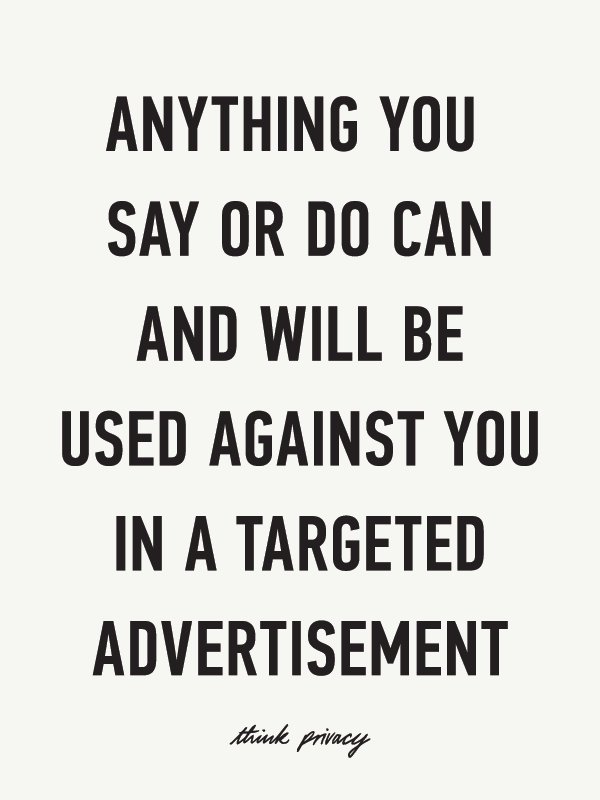 ANYTHING YOU
SAY OR DO CAN
AND WILL BE
USED AGAINST YOU
IN A TARGETED
ADVERTISEMENT
think privacy